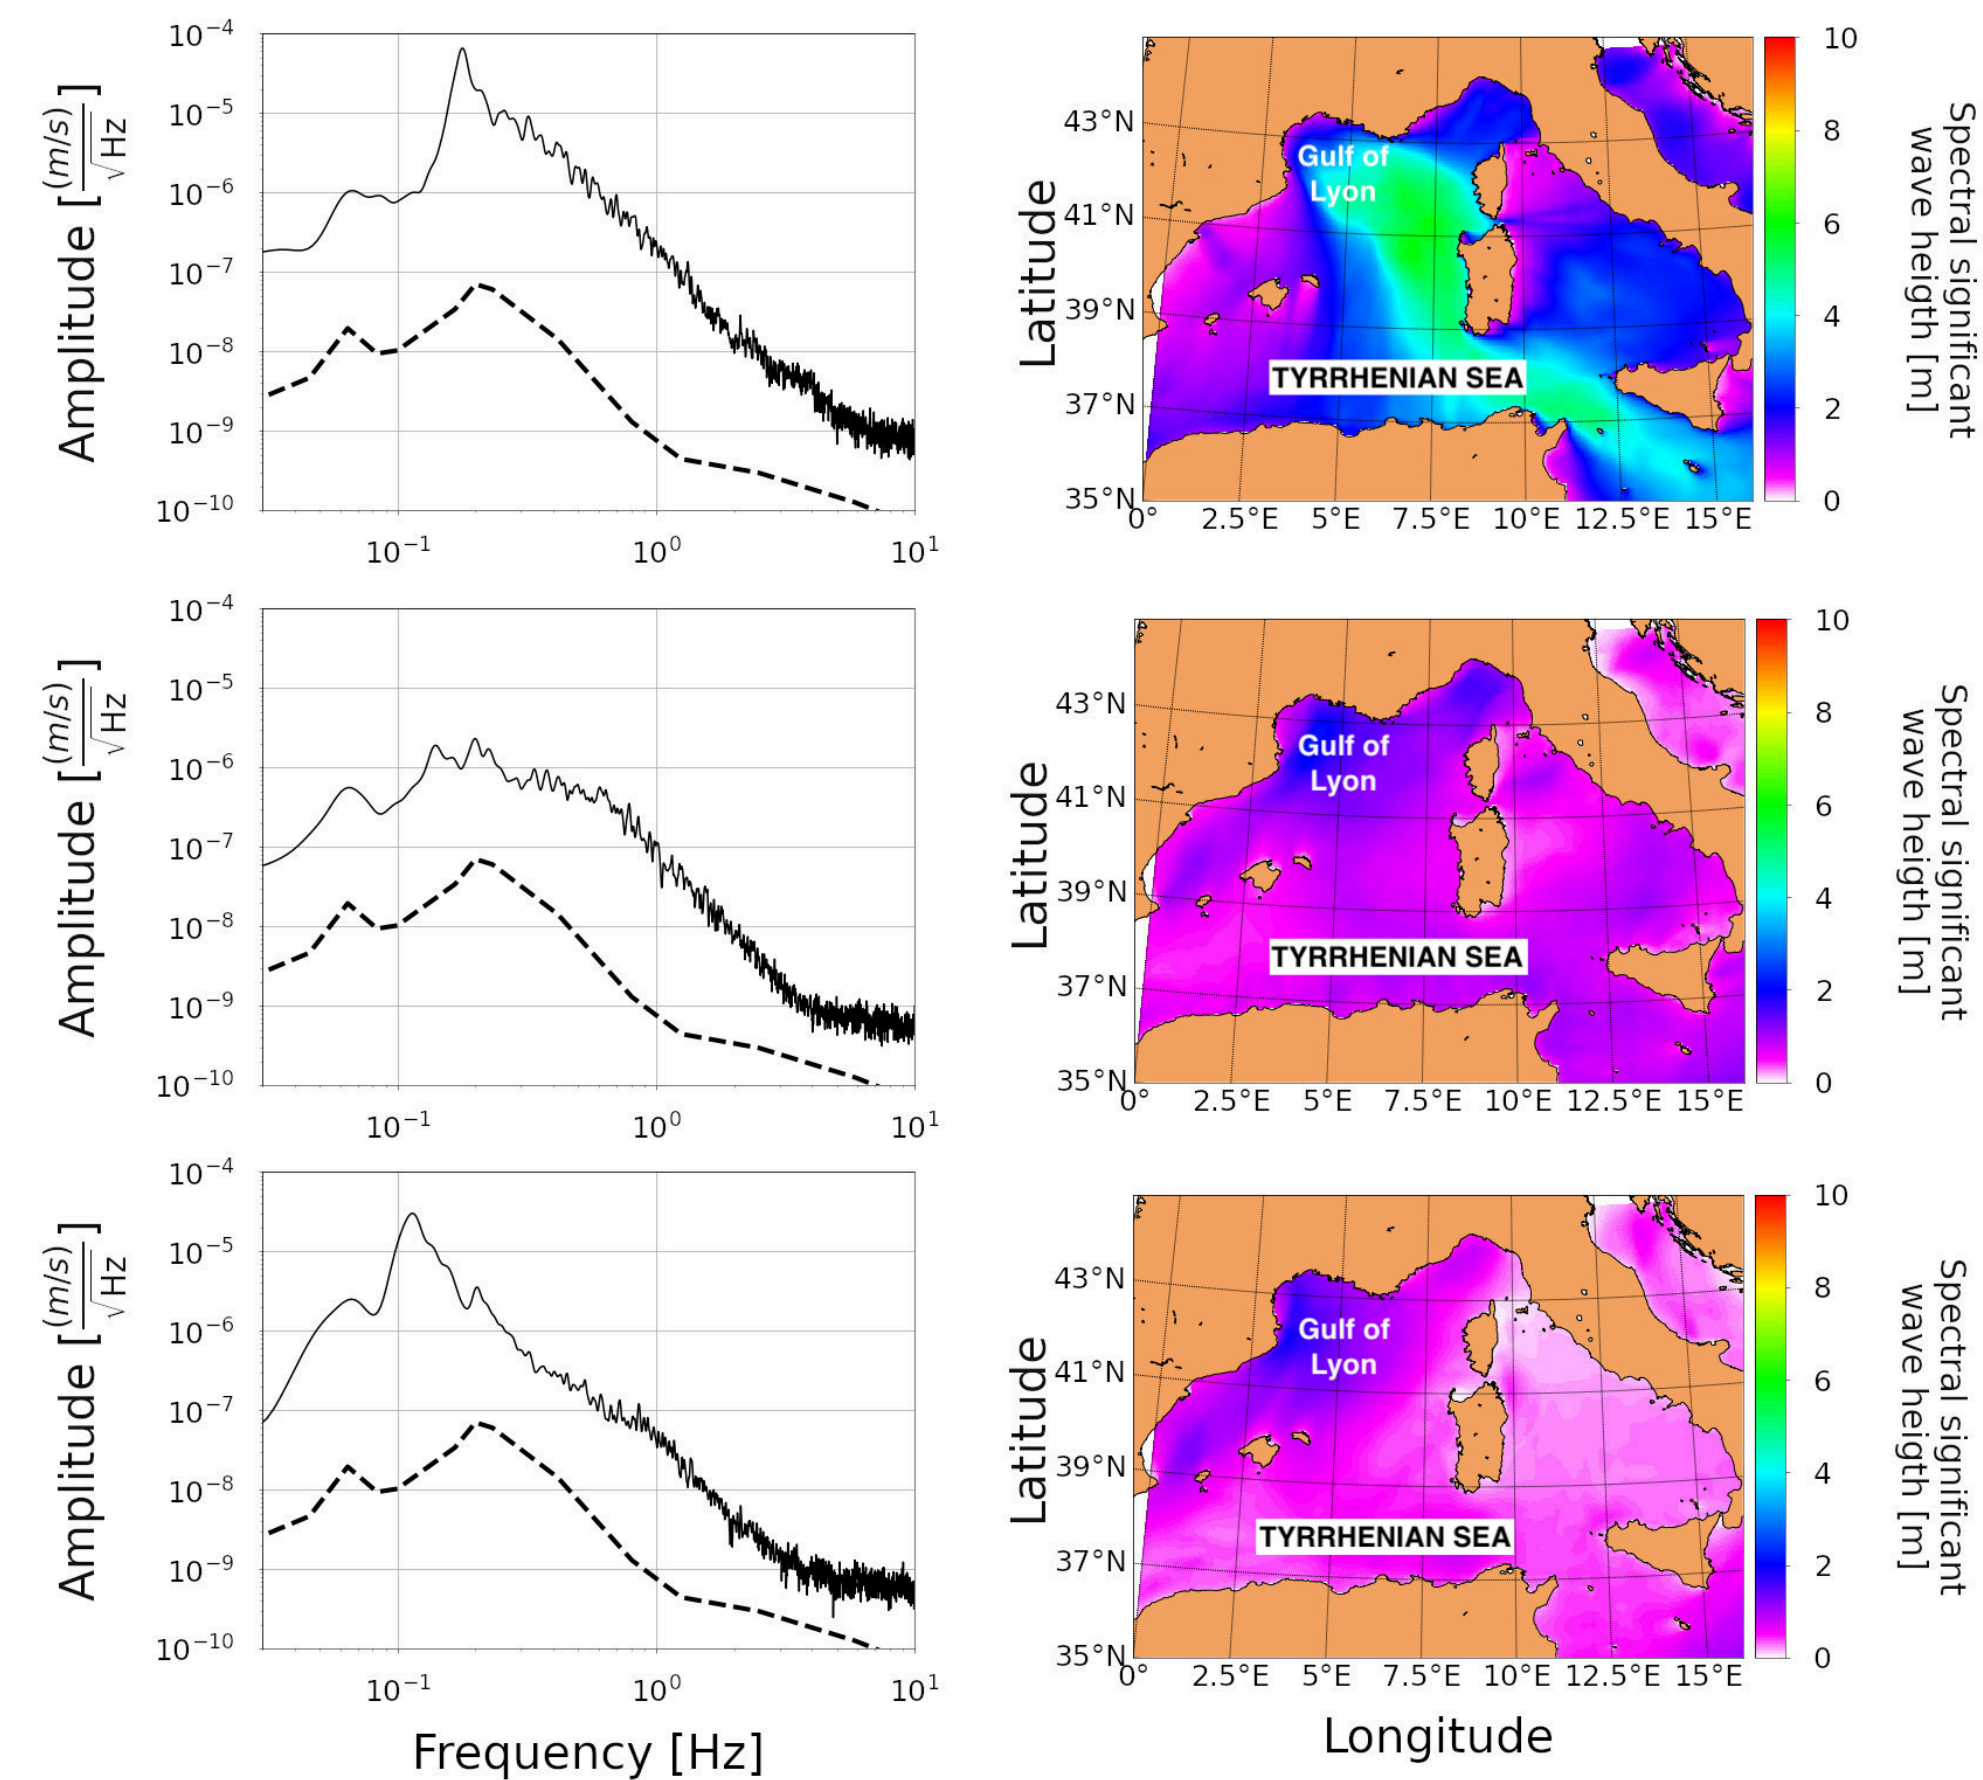 10⁻⁴
10⁻⁵
10⁻⁶
10⁻⁷
10⁻⁸
10⁻⁹
10⁻¹⁰
10⁻¹ 10⁰ 10¹
Amplitude [(m/s)/√Hz]
43°N
41°N
39°N
37°N
35°N
0° 2.5°E 5°E 7.5°E 10°E 12.5°E 15°E
Latitude
Gulf of
Lyon
TYRRHENIAN SEA
10
8
6
4
2
0
Spectral significant
wave heigth [m]
10⁻⁴
10⁻⁵
10⁻⁶
10⁻⁷
10⁻⁸
10⁻⁹
10⁻¹⁰
10⁻¹ 10⁰ 10¹
Amplitude [(m/s)/√Hz]
43°N
41°N
39°N
37°N
35°N
0° 2.5°E 5°E 7.5°E 10°E 12.5°E 15°E
Latitude
Gulf of
Lyon
TYRRHENIAN SEA
10
8
6
4
2
0
Spectral significant
wave heigth [m]
10⁻⁴
10⁻⁵
10⁻⁶
10⁻⁷
10⁻⁸
10⁻⁹
10⁻¹⁰
10⁻¹ 10⁰ 10¹
Amplitude [(m/s)/√Hz]
Frequency [Hz]
43°N
41°N
39°N
37°N
35°N
0° 2.5°E 5°E 7.5°E 10°E 12.5°E 15°E
Latitude
Gulf of
Lyon
TYRRHENIAN SEA
Longitude
10
8
6
4
2
0
Spectral significant
wave heigth [m]